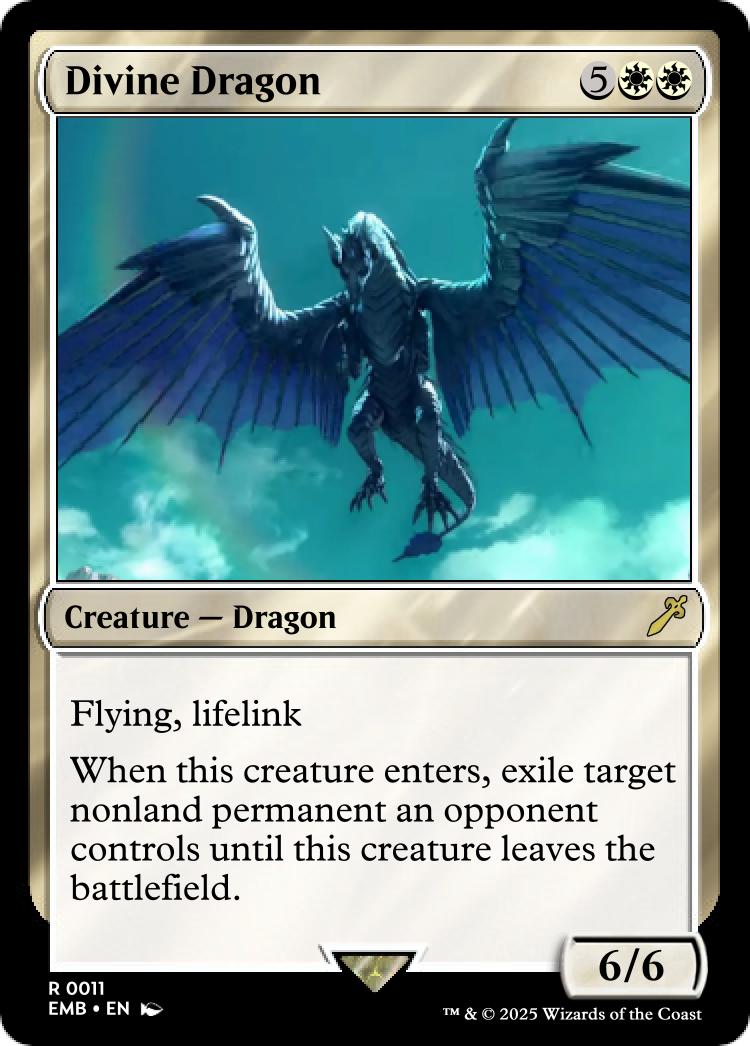 Divine Dragon 5
Creature — Dragon
Flying, lifelink
When this creature enters, exile target
nonland permanent an opponent
controls until this creature leaves the
battlefield.
6/6
R 0011
EMB • EN
™ & © 2025 Wizards of the Coast